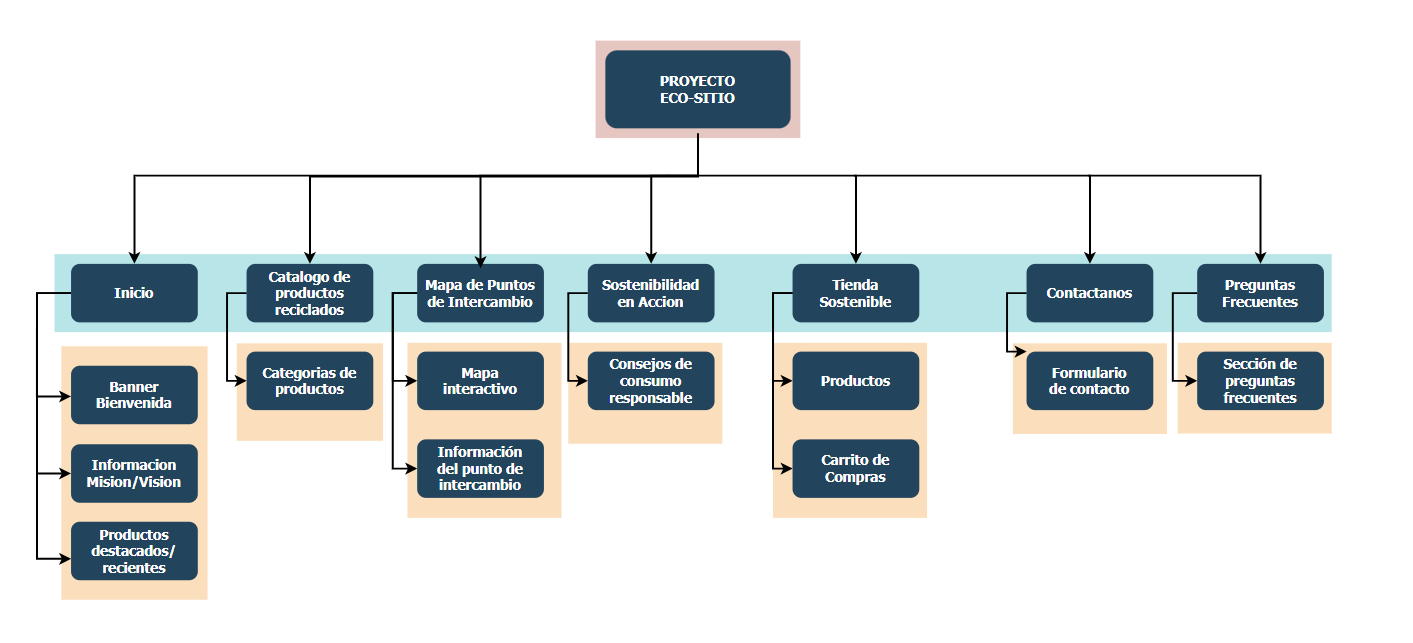 PROYECTO
ECO-SITIO
Inicio
Catalogo de
productos
reciclados
Mapa de Puntos
de Intercambio
Sostenibilidad
en Accion
Tienda
Sostenible
Contactanos
Preguntas
Frecuentes
Banner
Bienvenida
Informacion
Mision/Vision
Productos
destacados/
recientes
Categorias de
productos
Mapa
interactivo
Información
del punto de
intercambio
Consejos de
consumo
responsable
Productos
Carrito de
Compras
Formulario
de contacto
Sección de
preguntas
frecuentes